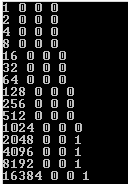 1 0 0 0
2 0 0 0
4 0 0 0
8 0 0 0
16 0 0 0
32 0 0 0
64 0 0 0
128 0 0 0
256 0 0 0
512 0 0 0
1024 0 0 0
2048 0 0 1
4096 0 0 1
8192 0 0 1
16384 0 0 1